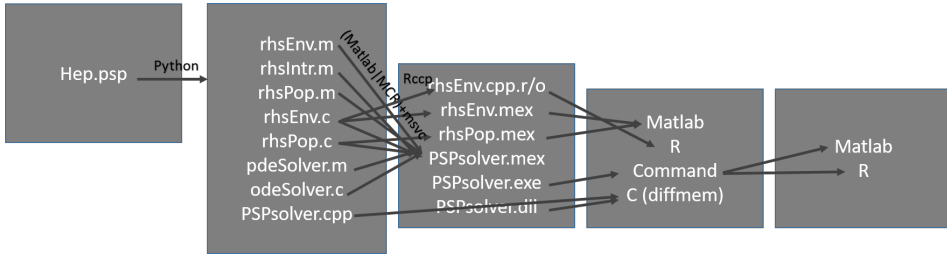 Hep.psp
Python
rhsEnv.m
rhsIntr.m
rhsPop.m
rhsEnv.c
rhsPop.c
pdeSolver.m
odeSolver.c
PSPsolver.cpp
(Matlab|MCR)+msvc
Rccp
rhsEnv.cpp.r/o
rhsEnv.mex
rhsPop.mex
PSPsolver.mex
PSPsolver.exe
PSPsolver.dll
Matlab
R
Command
C (diffmem)
Matlab
R